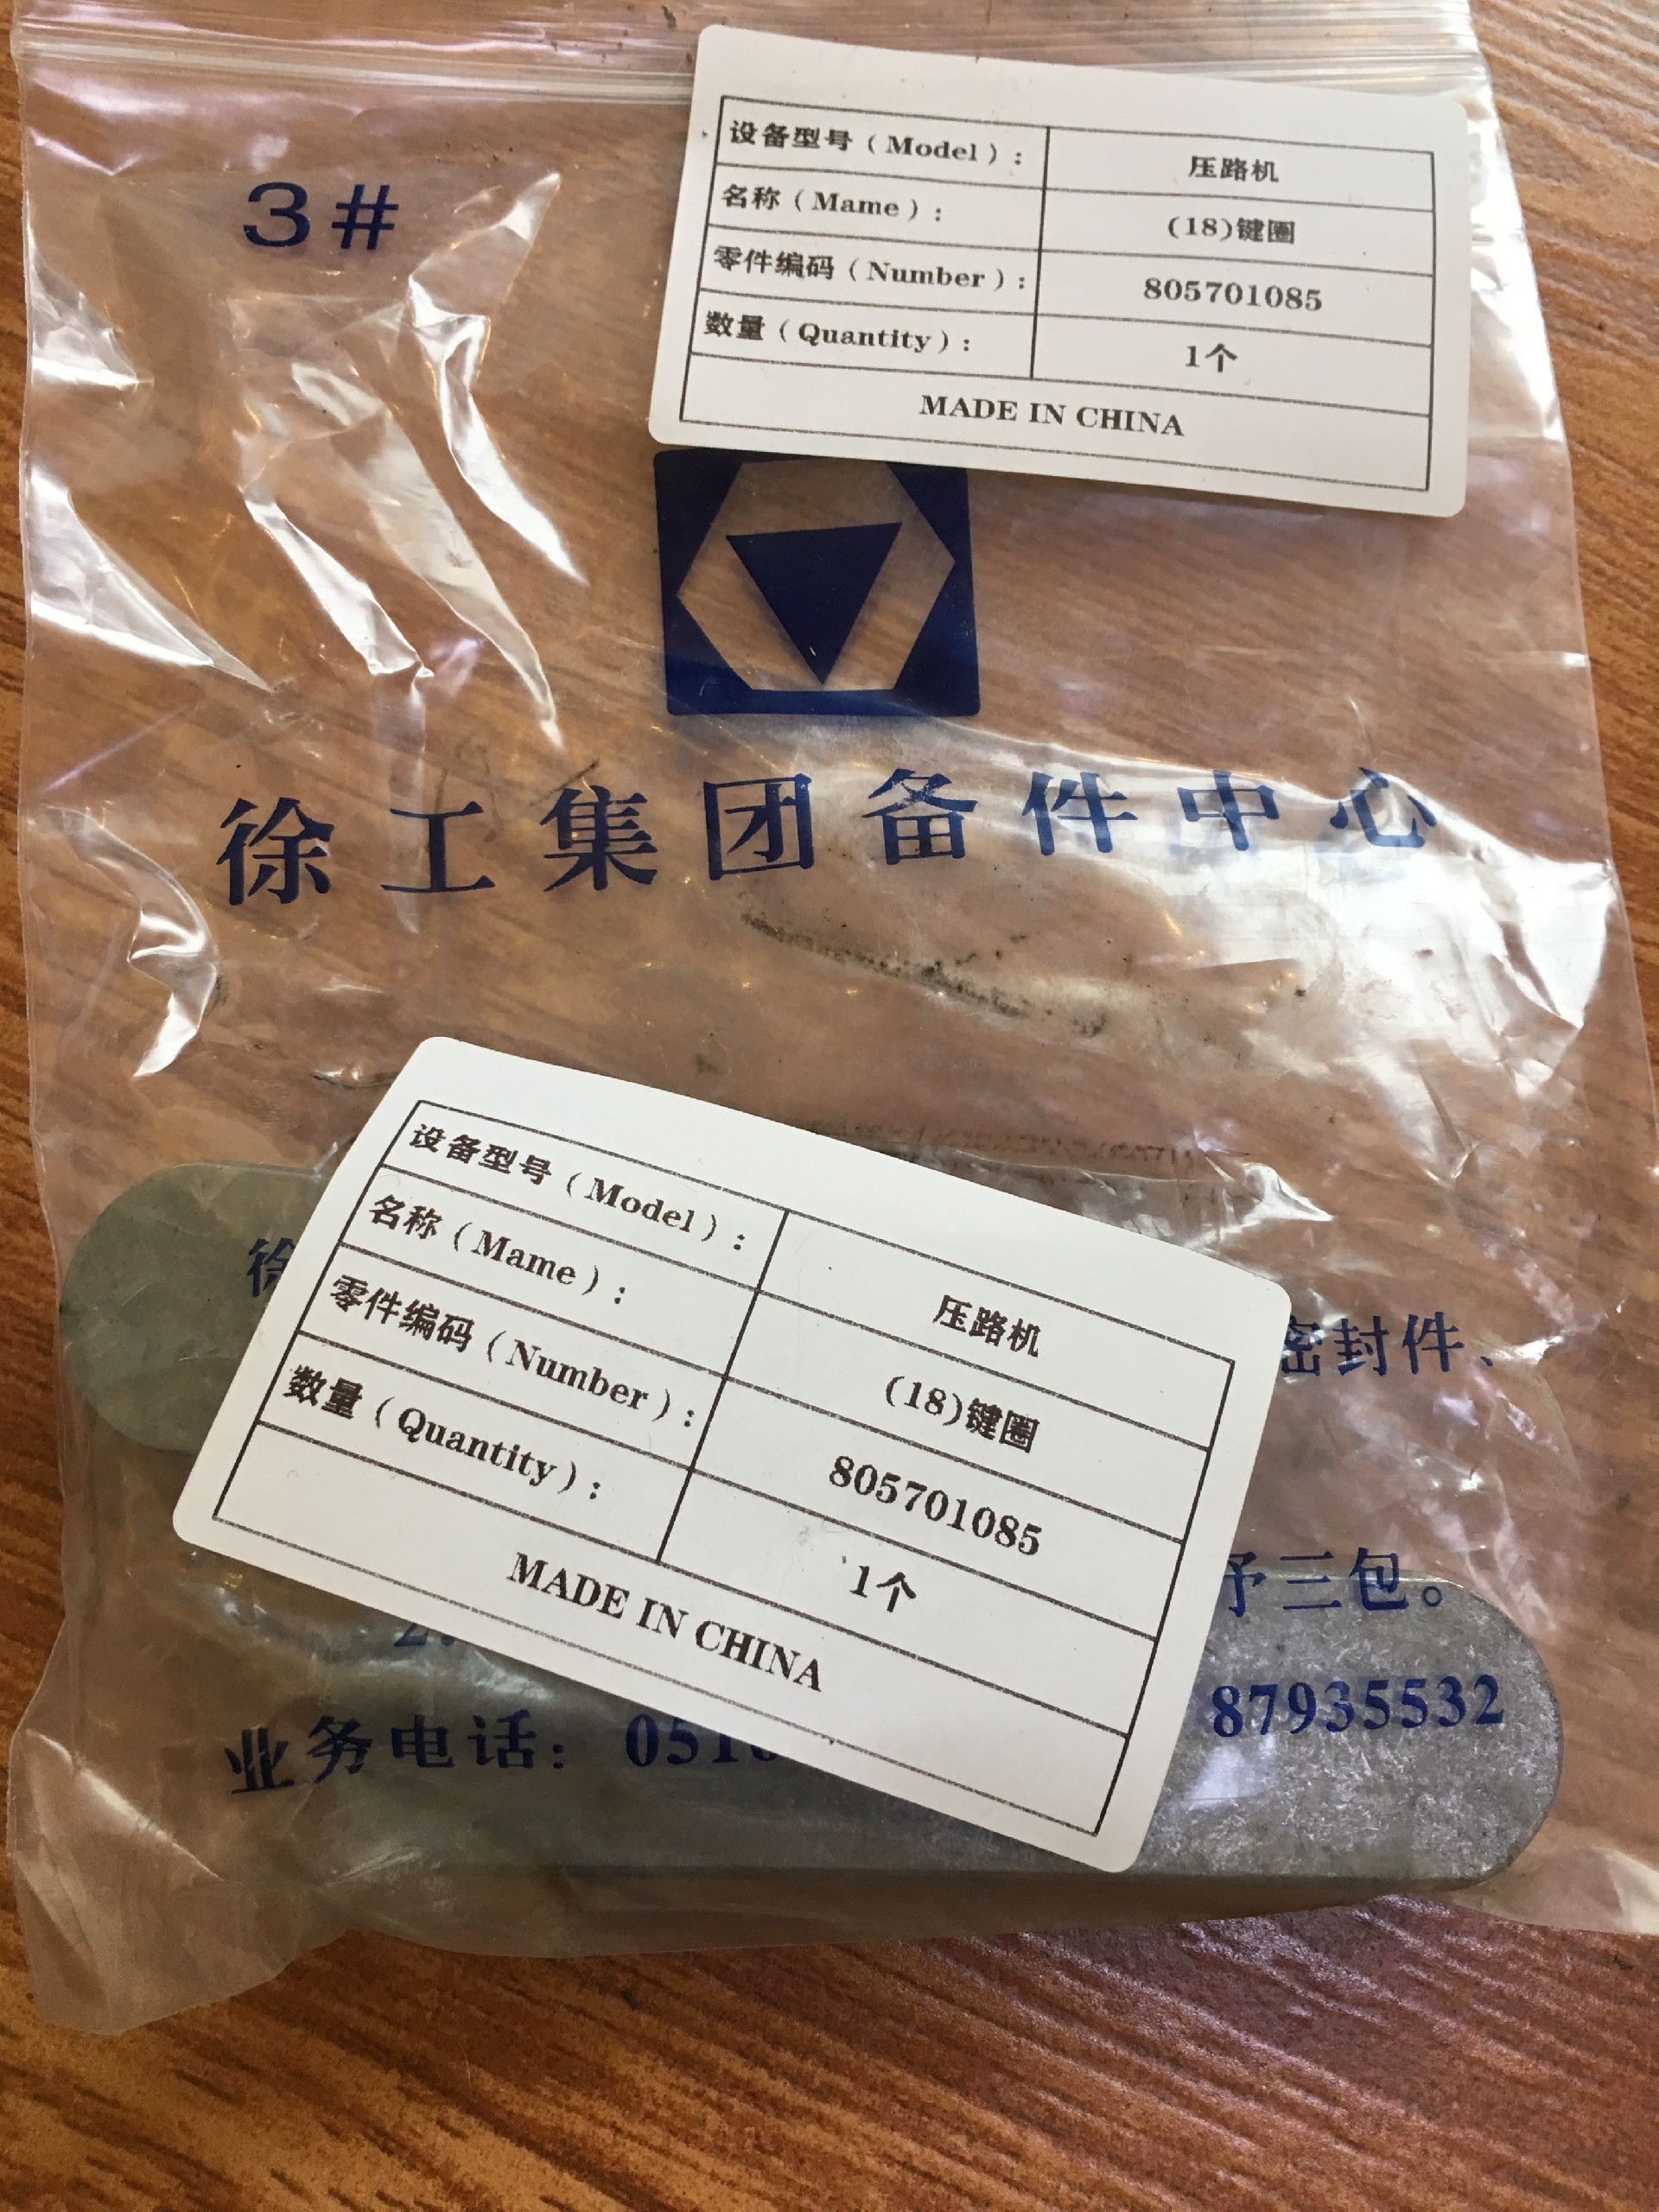 3#
设备型号（Model）: 压路机
名称（Mame）: (18)键圈
零件编码（Number）: 805701085
数量（Quantity）: 1个
MADE IN CHINA
徐工集团备件中心
设备型号（Model）: 压路机
名称（Mame）: (18)键圈
零件编码（Number）: 805701085
数量（Quantity）: 1个
MADE IN CHINA
徐 密封件、
2. 予三包。
业务电话: 0516 87935532